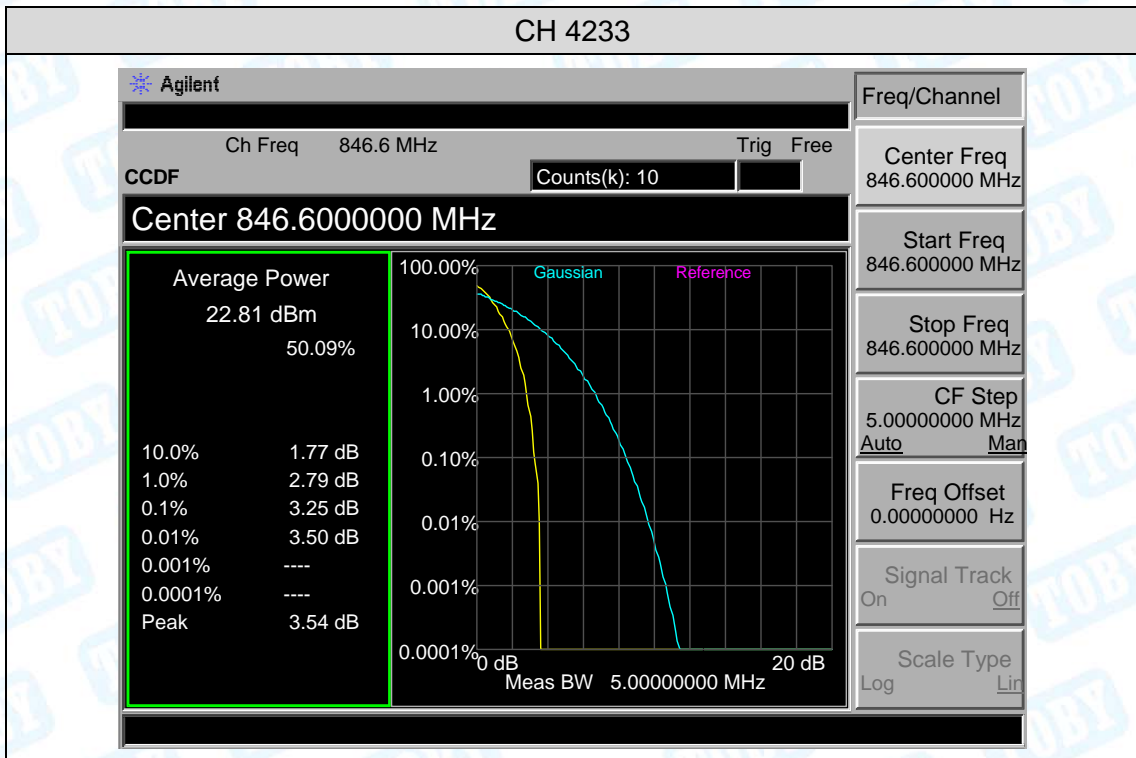 CH 4233
Agilent
Freq/Channel
Ch Freq 846.6 MHz Trig Free
CCDF Counts(k): 10
Center 846.6000000 MHz
Average Power
22.81 dBm
50.09%
10.0% 1.77 dB
1.0% 2.79 dB
0.1% 3.25 dB
0.01% 3.50 dB
0.001% ----
0.0001% ----
Peak 3.54 dB
Gaussian Reference
100.00%
10.00%
1.00%
0.10%
0.01%
0.001%
0.0001%
0 dB 20 dB
Meas BW 5.00000000 MHz
Center Freq
846.600000 MHz
Start Freq
846.600000 MHz
Stop Freq
846.600000 MHz
CF Step
5.00000000 MHz
Auto Man
Freq Offset
0.00000000 Hz
Signal Track
On Off
Scale Type
Log Lin
TOBY